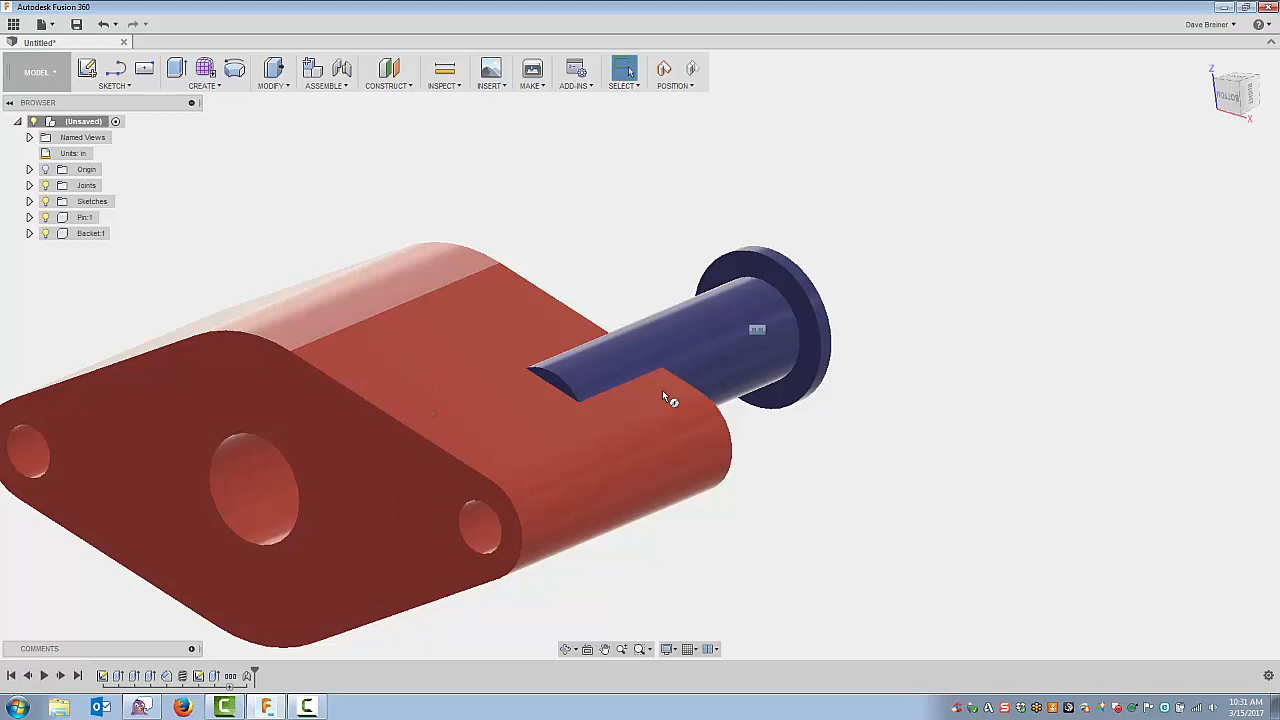 Autodesk Fusion 360
Dave Breiner
Untitled*
MODEL
SKETCH
CREATE
MODIFY
ASSEMBLE
CONSTRUCT
INSPECT
INSERT
MAKE
ADD-INS
SELECT
POSITION
Z
BOTTOM
RIGHT
X
BROWSER
(Unsaved)
Named Views
Units: in
Origin
Joints
Sketches
Pin:1
Backet:1
COMMENTS
10:31 AM
3/15/2017